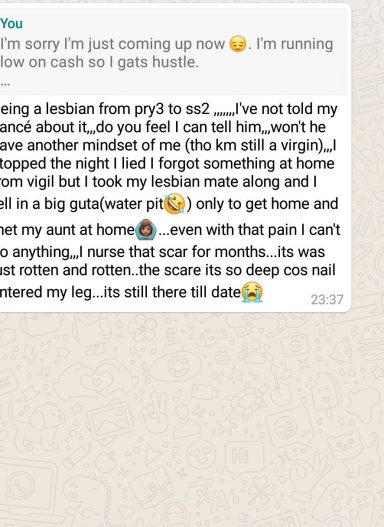 You
I'm sorry I'm just coming up now 😔. I'm running
low on cash so I gats hustle.
...
eing a lesbian from pry3 to ss2 ,,,,,,,I've not told my
ancé about it,,,do you feel I can tell him,,,won't he
ave another mindset of me (tho km still a virgin),,,I
topped the night I lied I forgot something at home
rom vigil but I took my lesbian mate along and I
ell in a big guta(water pit🤣) only to get home and
net my aunt at home🙆🏽‍♀️...even with that pain I can't
o anything,,,I nurse that scar for months...its was
ust rotten and rotten..the scare its so deep cos nail
ntered my leg...its still there till date😭
23:37